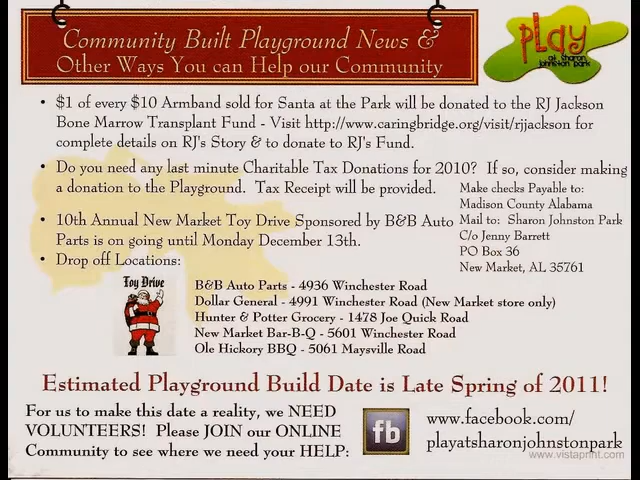 Community Built Playground News &
Other Ways You can Help our Community
play
at sharon
johnston park
• $1 of every $10 Armband sold for Santa at the Park will be donated to the RJ Jackson
Bone Marrow Transplant Fund - Visit http://www.caringbridge.org/visit/rjjackson for
complete details on RJ's Story & to donate to RJ's Fund.
• Do you need any last minute Charitable Tax Donations for 2010? If so, consider making
a donation to the Playground. Tax Receipt will be provided.
Make checks Payable to:
Madison County Alabama
Mail to: Sharon Johnston Park
C/o Jenny Barrett
PO Box 36
New Market, AL 35761
• 10th Annual New Market Toy Drive Sponsored by B&B Auto
Parts is on going until Monday December 13th.
• Drop off Locations:
Toy Drive
B&B Auto Parts - 4936 Winchester Road
Dollar General - 4991 Winchester Road (New Market store only)
Hunter & Potter Grocery - 1478 Joe Quick Road
New Market Bar-B-Q - 5601 Winchester Road
Ole Hickory BBQ - 5061 Maysville Road
Estimated Playground Build Date is Late Spring of 2011!
For us to make this date a reality, we NEED
VOLUNTEERS! Please JOIN our ONLINE
Community to see where we need your HELP:
fb
www.facebook.com/
playatsharonjohnstonpark
www.vistaprint.com